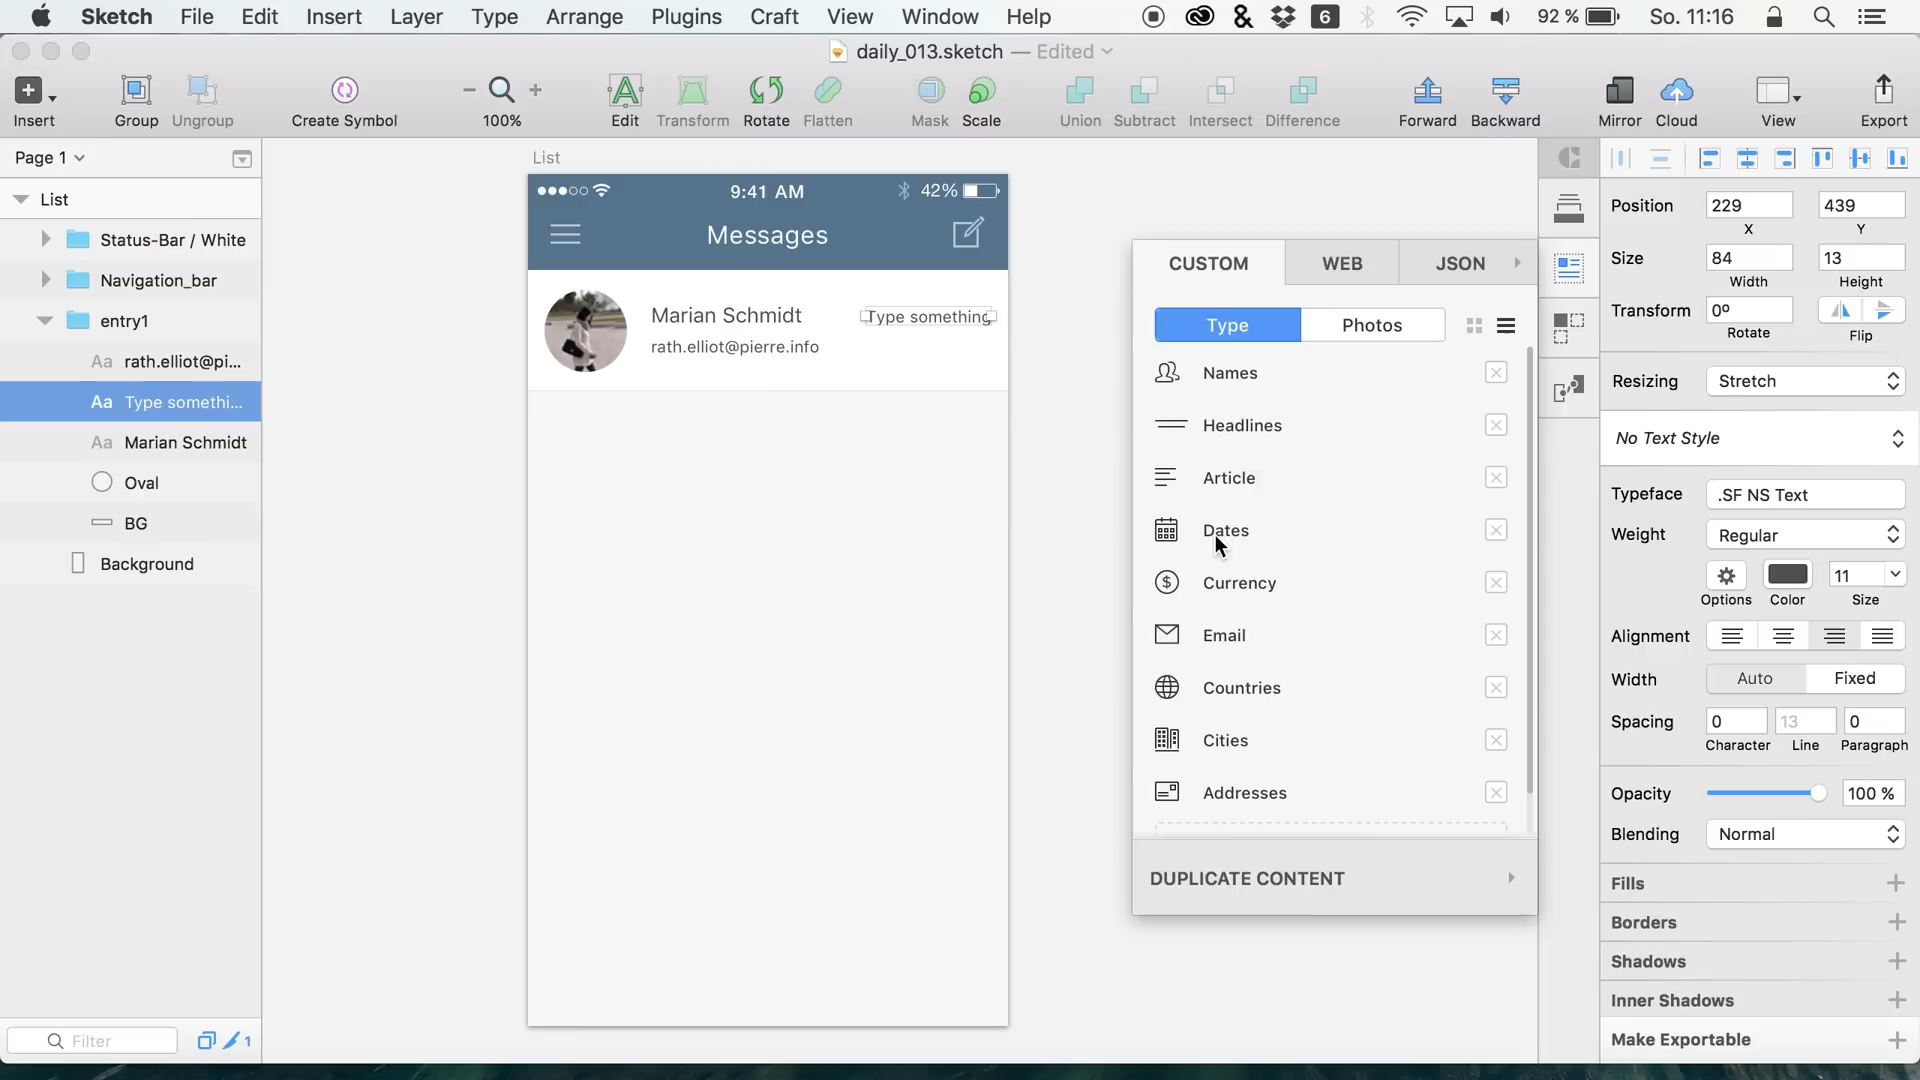 Sketch File Edit Insert Layer Type Arrange Plugins Craft View Window Help 6 92 % So. 11:16
daily_013.sketch — Edited
Insert Group Ungroup Create Symbol 100% Edit Transform Rotate Flatten Mask Scale Union Subtract Intersect Difference Forward Backward Mirror Cloud View Export
Page 1
List
Status-Bar / White
Navigation_bar
entry1
Aa rath.elliot@pi...
Aa Type somethi...
Aa Marian Schmidt
Oval
BG
Background
Filter
1
List
9:41 AM 42%
Messages
Marian Schmidt
Type something
rath.elliot@pierre.info
CUSTOM WEB JSON
Type Photos
Names
Headlines
Article
Dates
Currency
Email
Countries
Cities
Addresses
DUPLICATE CONTENT
Position 229 439
X Y
Size 84 13
Width Height
Transform 0º
Rotate Flip
Resizing Stretch
No Text Style
Typeface .SF NS Text
Weight Regular
11
Options Color Size
Alignment
Width Auto Fixed
Spacing 0 13 0
Character Line Paragraph
Opacity 100 %
Blending Normal
Fills
Borders
Shadows
Inner Shadows
Make Exportable